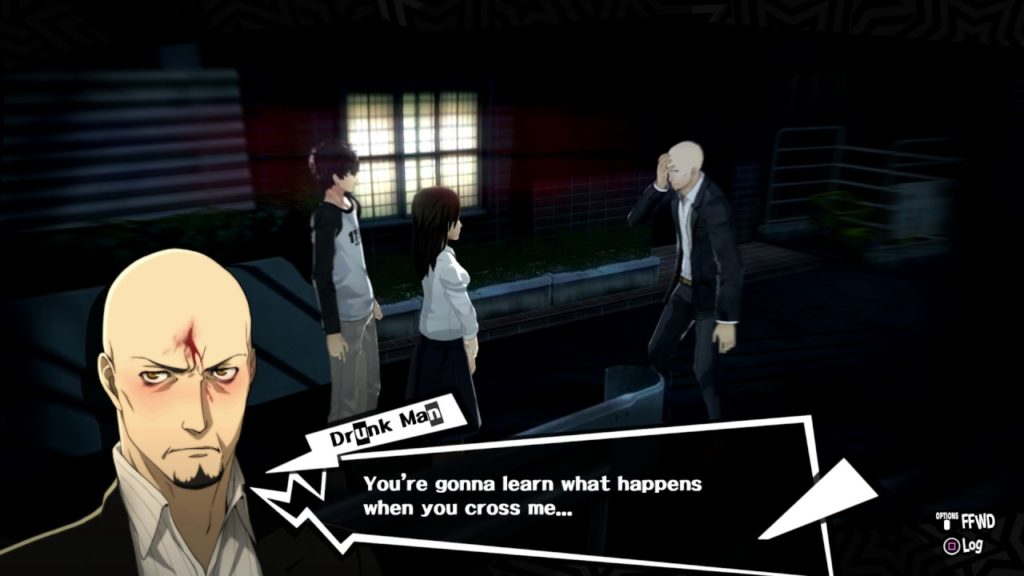 Drunk Man
You're gonna learn what happens
when you cross me...
OPTIONS FFWD
Log